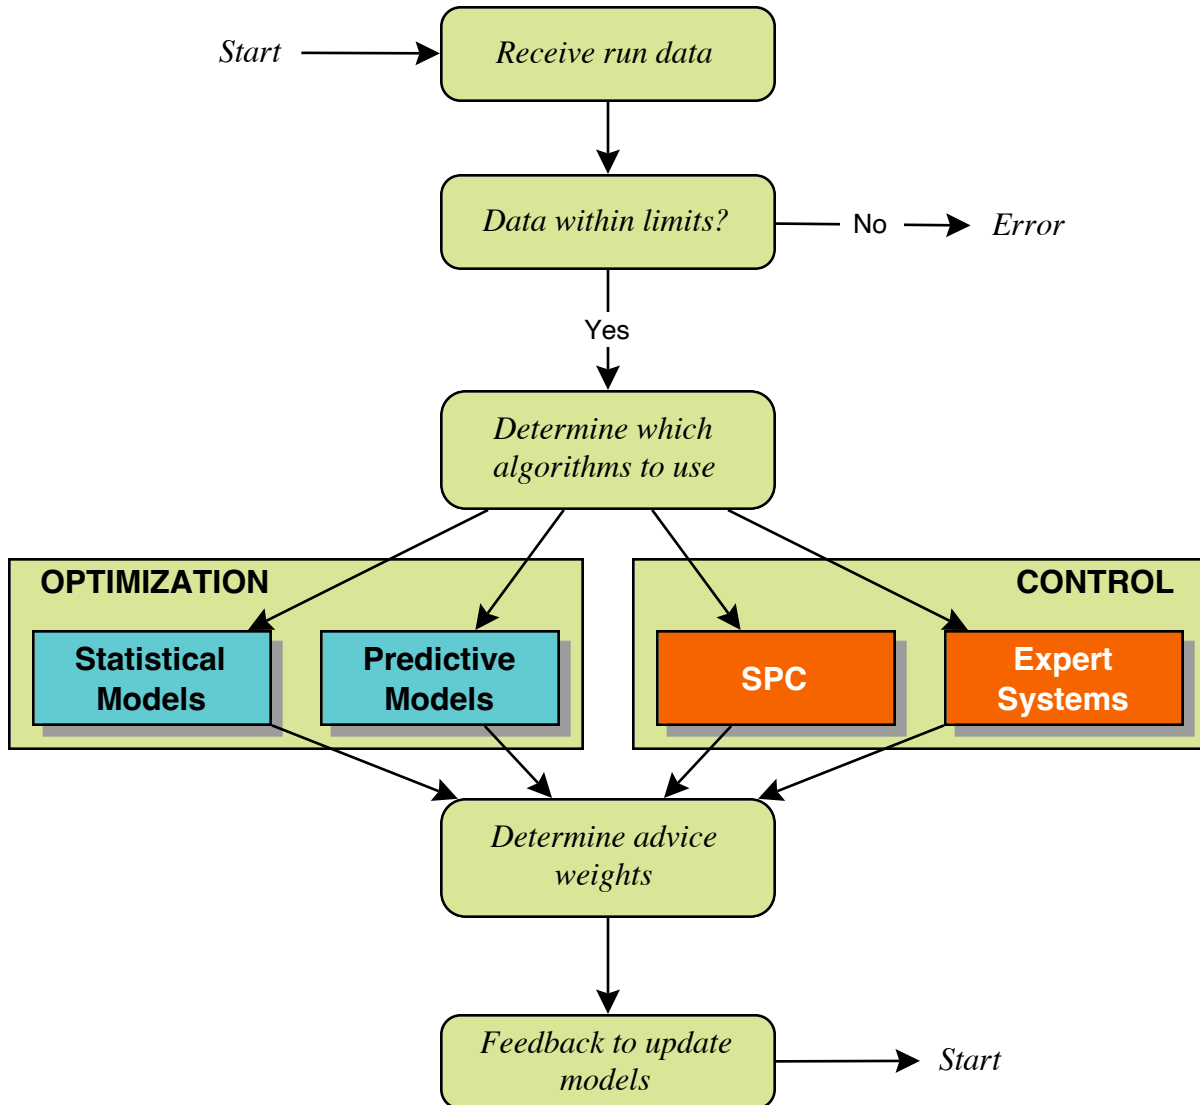 Start
Receive run data
Data within limits?
No
Error
Yes
Determine which
algorithms to use
OPTIMIZATION
CONTROL
Statistical
Models
Predictive
Models
SPC
Expert
Systems
Determine advice
weights
Feedback to update
models
Start